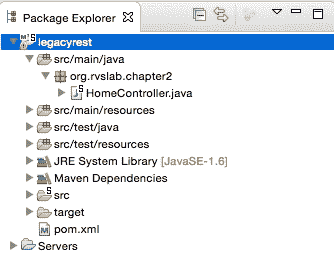 Package Explorer
legacyrest
src/main/java
org.rvslab.chapter2
HomeController.java
src/main/resources
src/test/java
src/test/resources
JRE System Library [JavaSE-1.6]
Maven Dependencies
src
target
pom.xml
Servers